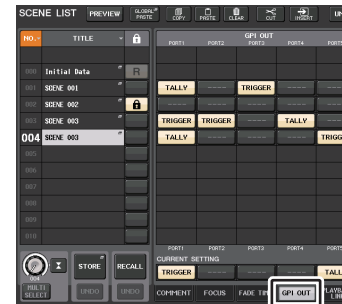 SCENE LIST PREVIEW GLOBAL PASTE COPY PASTE CLEAR CUT INSERT
NO. TITLE GPI OUT
PORT1 PORT2 PORT3 PORT4 PORT5
000 Initial Data R
001 SCENE 001 TALLY ---- TRIGGER ----
002 SCENE 002 ---- ---- ---- ----
003 SCENE 003 TRIGGER TRIGGER ---- TALLY
004 SCENE 003 TALLY ---- ---- ---- TRIGG
005
006
007
008
009
010
PORT1 PORT2 PORT3 PORT4 PORT5
CURRENT SETTING
STORE RECALL
TRIGGER ---- ---- ---- TALL
004
MULTI SELECT UNDO UNDO COMMENT FOCUS FADE TIM GPI OUT PLAYBA LIN